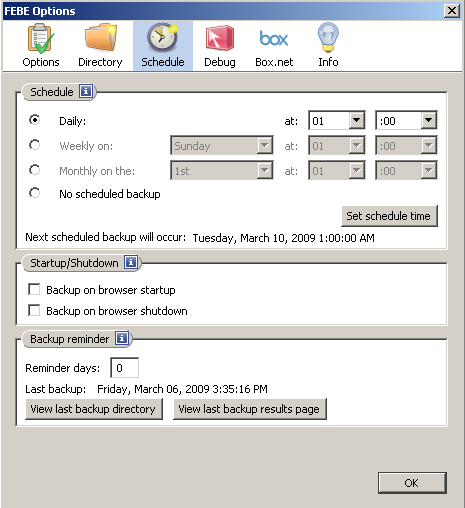 FEBE Options
Options Directory Schedule Debug Box.net Info
box
Schedule
Daily: at: 01 :00
Weekly on: Sunday at: 01 :00
Monthly on the: 1st at: 01 :00
No scheduled backup
Set schedule time
Next scheduled backup will occur: Tuesday, March 10, 2009 1:00:00 AM
Startup/Shutdown
Backup on browser startup
Backup on browser shutdown
Backup reminder
Reminder days: 0
Last backup: Friday, March 06, 2009 3:35:16 PM
View last backup directory View last backup results page
OK